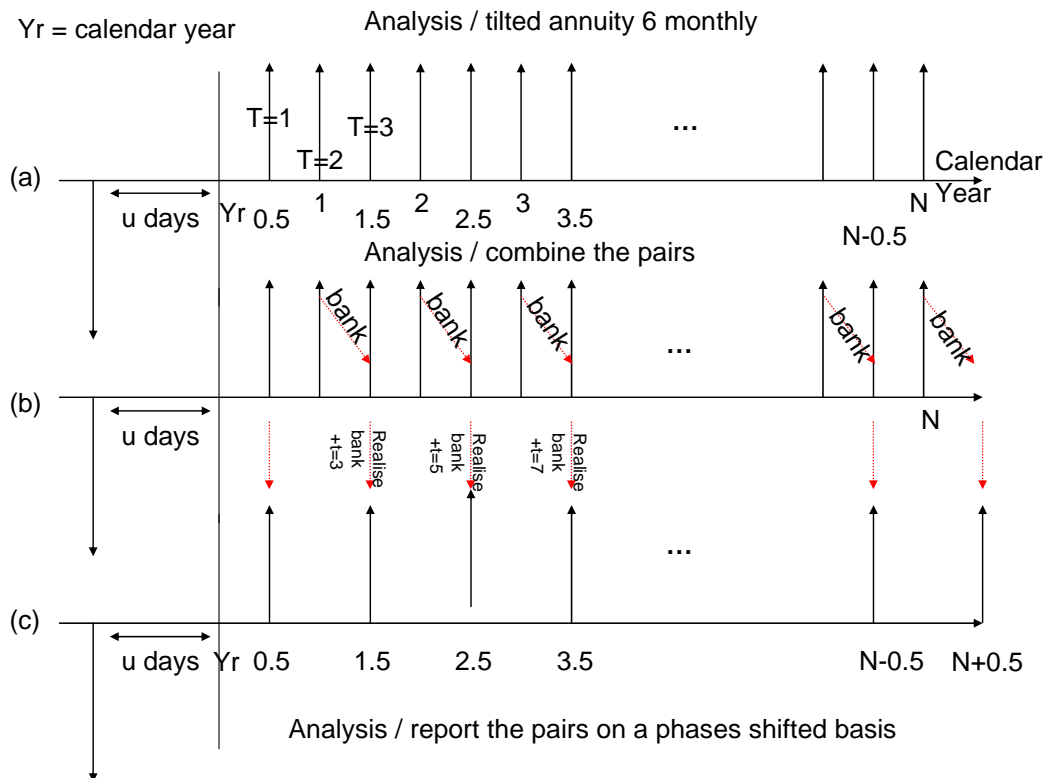 Analysis / tilted annuity 6 monthly
Yr = calendar year
T=1
T=2
T=3
...
(a)
Calendar
Year
u days
Yr 0.5 1 1.5 2 2.5 3 3.5 N
N-0.5
Analysis / combine the pairs
bank
bank
bank
bank
bank
...
(b)
u days
N
Realise
bank
+t=3
Realise
bank
+t=5
Realise
bank
+t=7
...
(c)
u days Yr 0.5 1.5 2.5 3.5 N-0.5 N+0.5
Analysis / report the pairs on a phases shifted basis